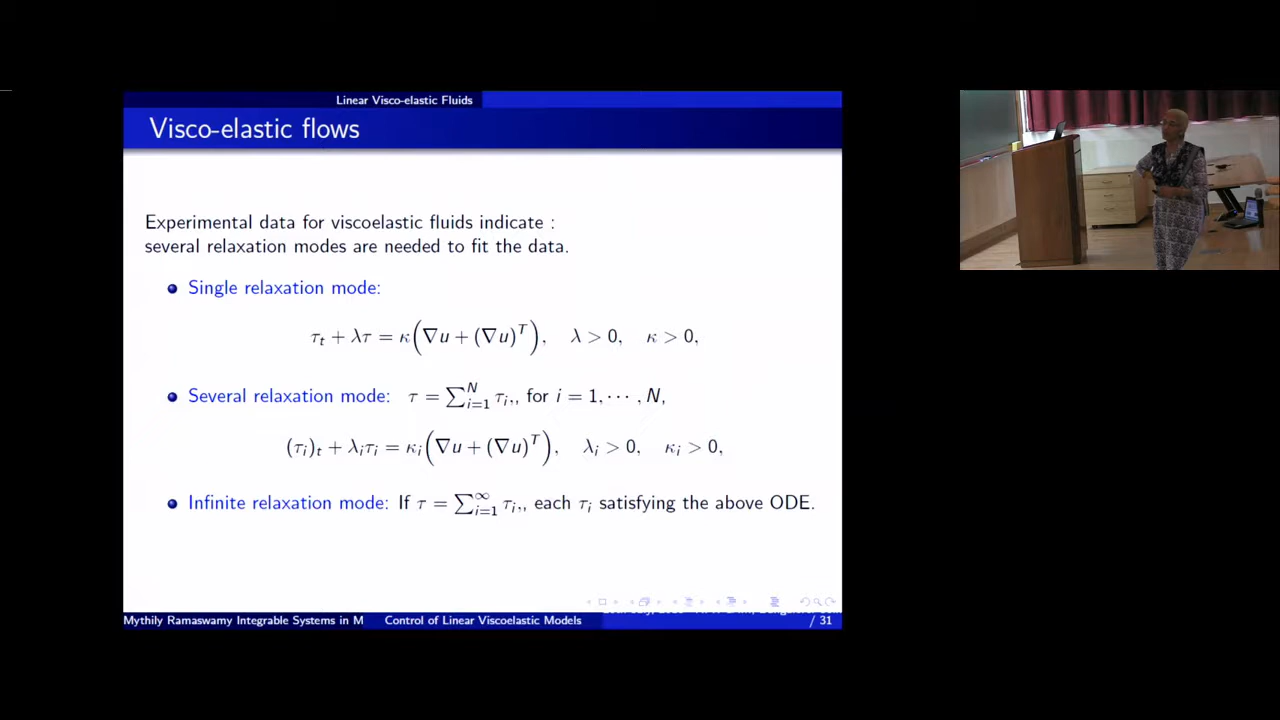 Linear Visco-elastic Fluids
Visco-elastic flows
Experimental data for viscoelastic fluids indicate :
several relaxation modes are needed to fit the data.
Single relaxation mode:
τ_t + λτ = κ(∇u + (∇u)^T), λ > 0, κ > 0,
Several relaxation mode: τ = ∑_{i=1}^N τ_i,, for i = 1, ⋯ , N,
(τ_i)_t + λ_iτ_i = κ_i(∇u + (∇u)^T), λ_i > 0, κ_i > 0,
Infinite relaxation mode: If τ = ∑_{i=1}^∞ τ_i,, each τ_i satisfying the above ODE.
Mythily Ramaswamy Integrable Systems in M Control of Linear Viscoelastic Models / 31